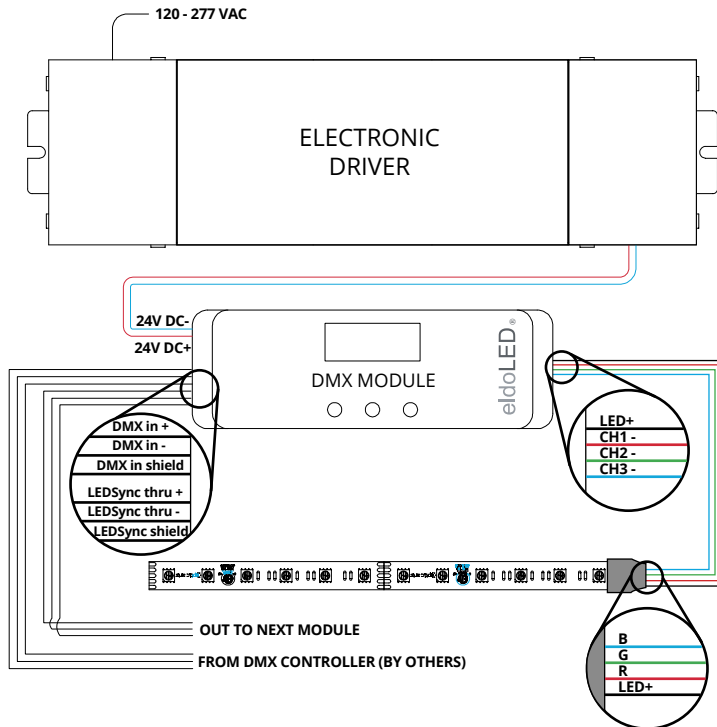 120 - 277 VAC
ELECTRONIC
DRIVER
24V DC-
24V DC+
DMX MODULE
eldoLED®
DMX in +
DMX in -
DMX in shield
LEDSync thru +
LEDSync thru -
LEDSync shield
LED+
CH1 -
CH2 -
CH3 -
OUT TO NEXT MODULE
FROM DMX CONTROLLER (BY OTHERS)
B
G
R
LED+